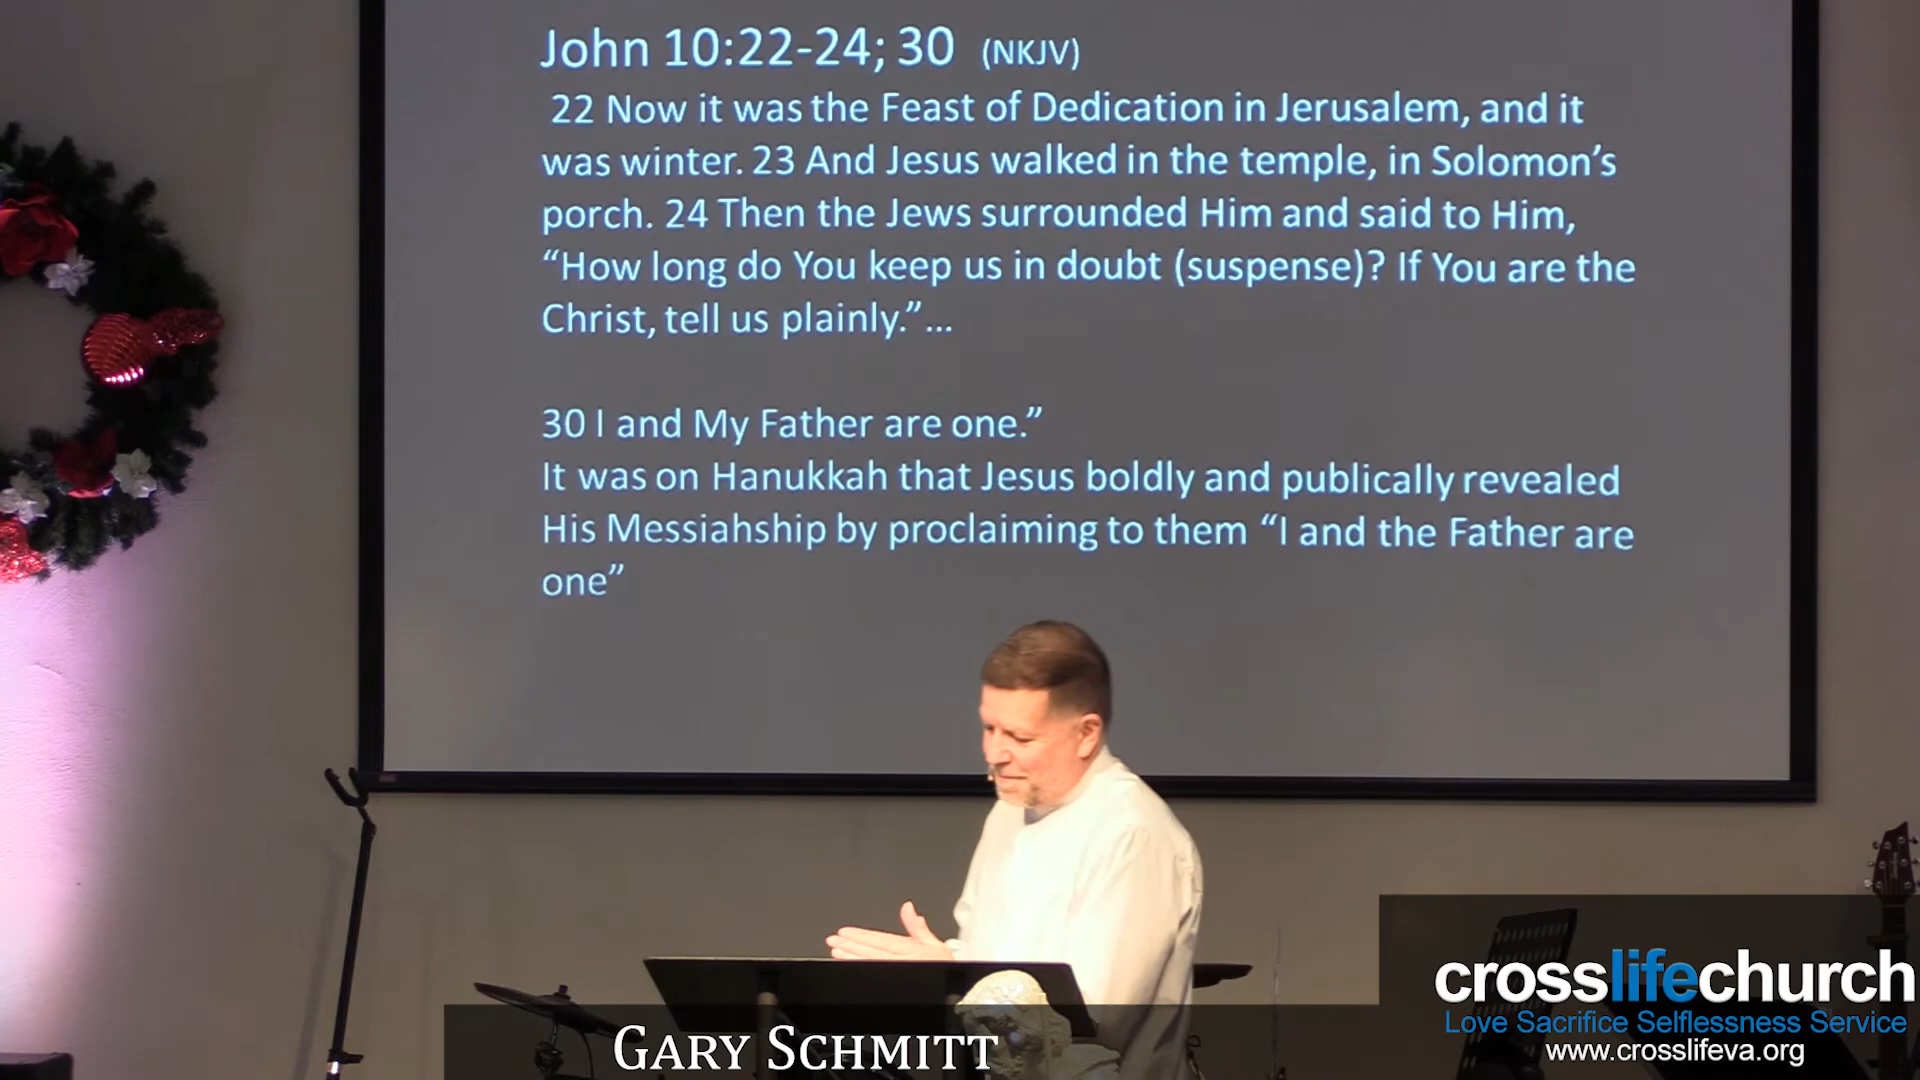 John 10:22-24; 30 (NKJV)
22 Now it was the Feast of Dedication in Jerusalem, and it
was winter. 23 And Jesus walked in the temple, in Solomon’s
porch. 24 Then the Jews surrounded Him and said to Him,
“How long do You keep us in doubt (suspense)? If You are the
Christ, tell us plainly.”...
30 I and My Father are one.”
It was on Hanukkah that Jesus boldly and publically revealed
His Messiahship by proclaiming to them “I and the Father are
one”
GARY SCHMITT
crosslifechurch
Love Sacrifice Selflessness Service
www.crosslifeva.org